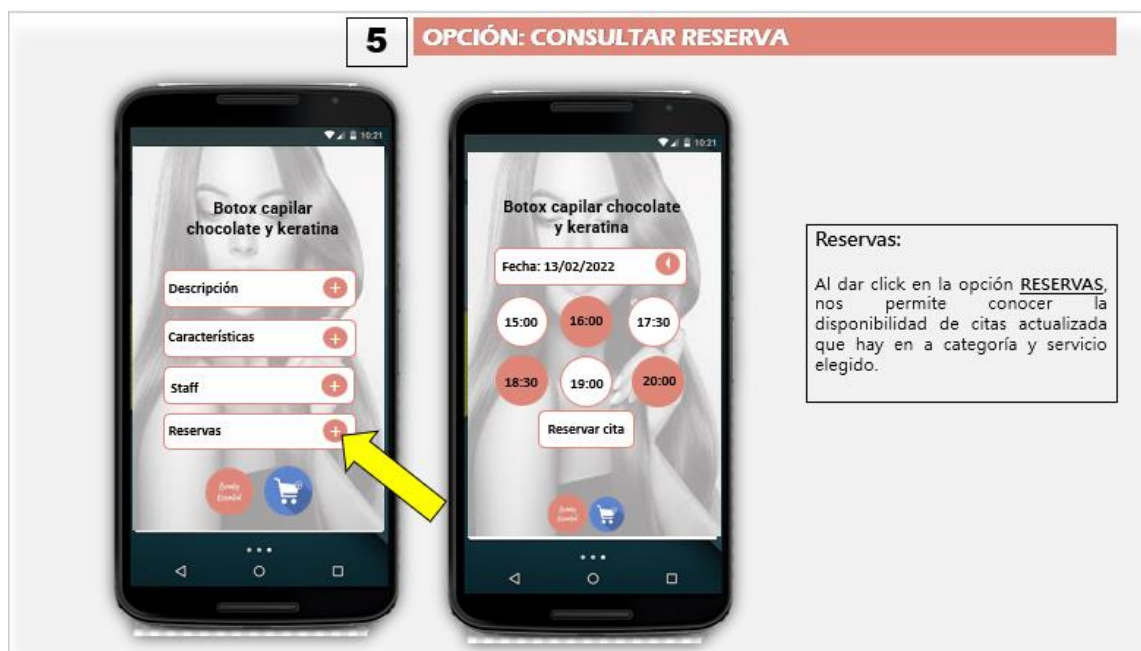 5
OPCIÓN: CONSULTAR RESERVA
10:21
Botox capilar
chocolate y keratina
Descripción
Características
Staff
Reservas
10:21
Botox capilar chocolate
y keratina
Fecha: 13/02/2022
15:00 16:00 17:30
18:30 19:00 20:00
Reservar cita
Reservas:
Al dar click en la opción RESERVAS,
nos permite conocer la
disponibilidad de citas actualizada
que hay en a categoría y servicio
elegido.